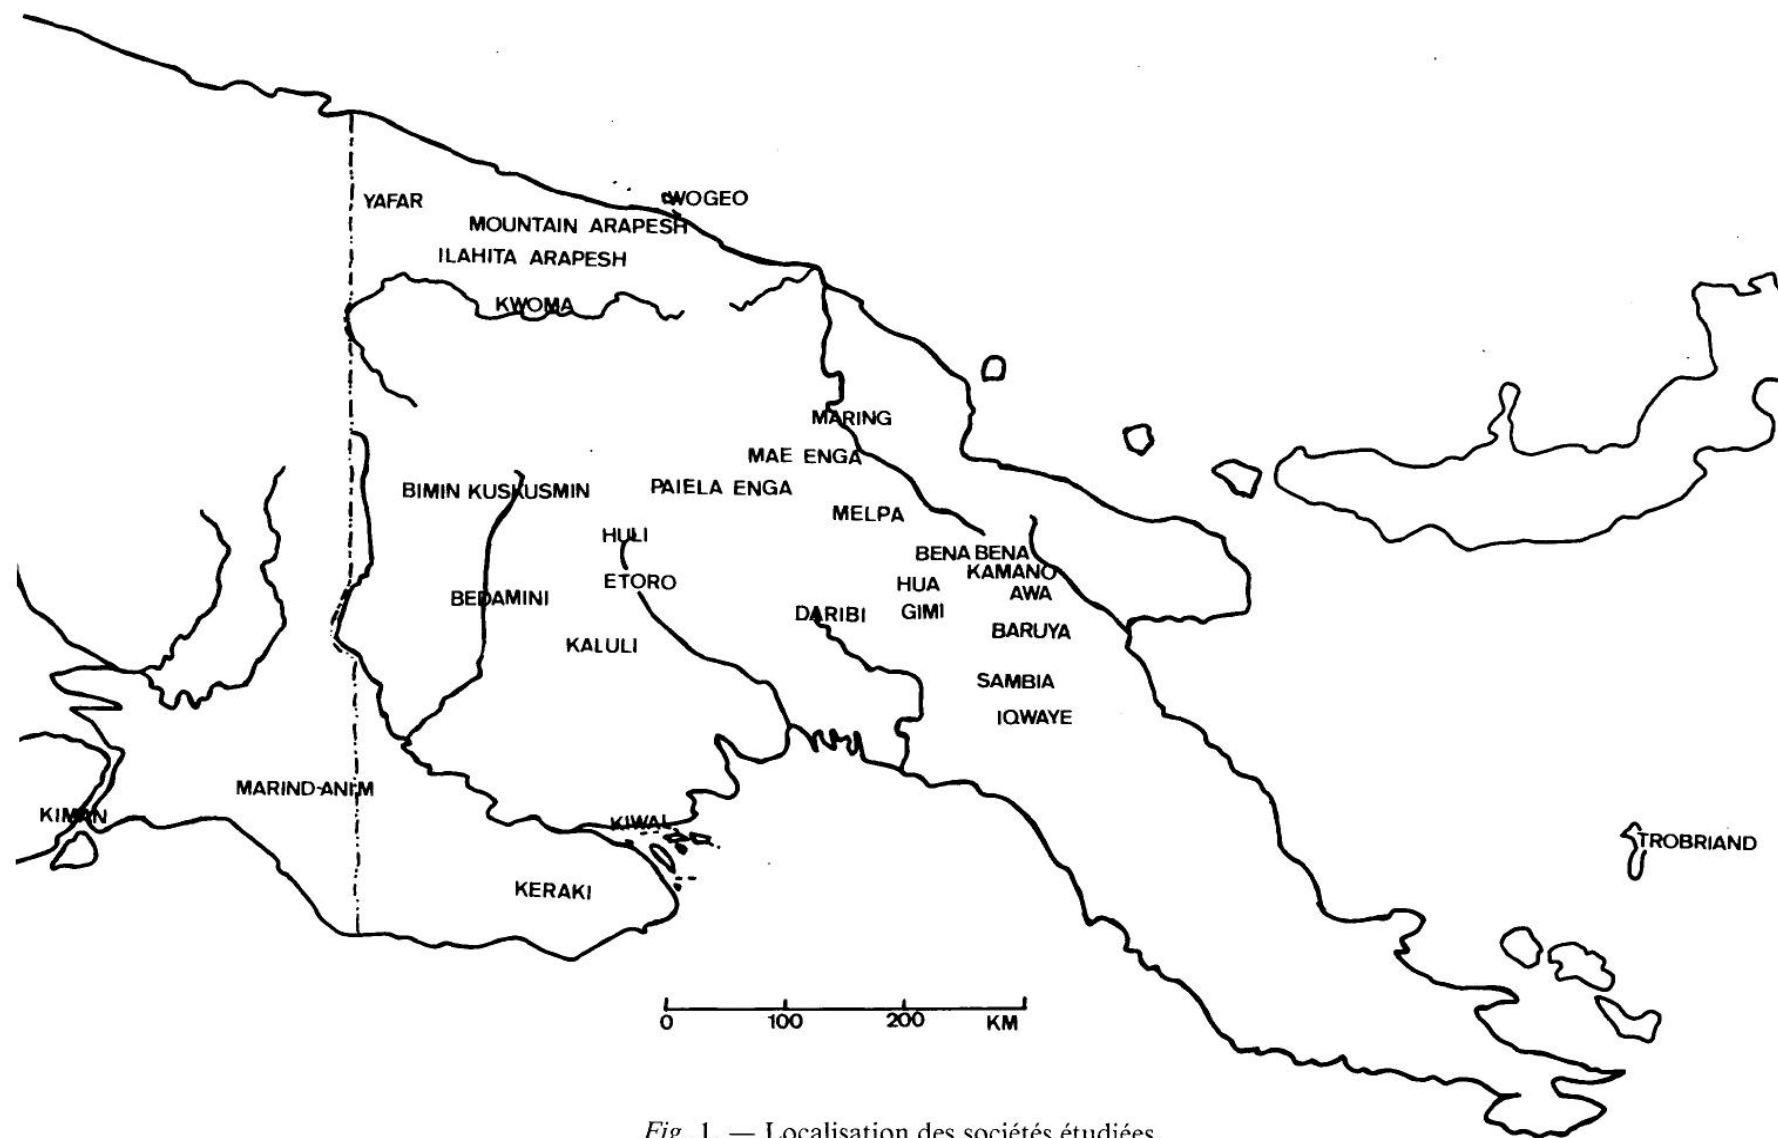 YAFAR
WOGEO
MOUNTAIN ARAPESH
ILAHITA ARAPESH
KWOMA
MARING
MAE ENGA
BIMIN KUSKUSMIN
PAIELA ENGA
MELPA
HULI
BENA BENA
KAMANO
ETORO
HUA
AWA
BEDAMINI
DARIBI
GIMI
KALULI
BARUYA
SAMBIA
IQWAYE
MARIND-ANIM
KIMAN
KIWAI
TROBRIAND
KERAKI
0 100 200 KM
Fig. 1. — Localisation des sociétés étudiées.